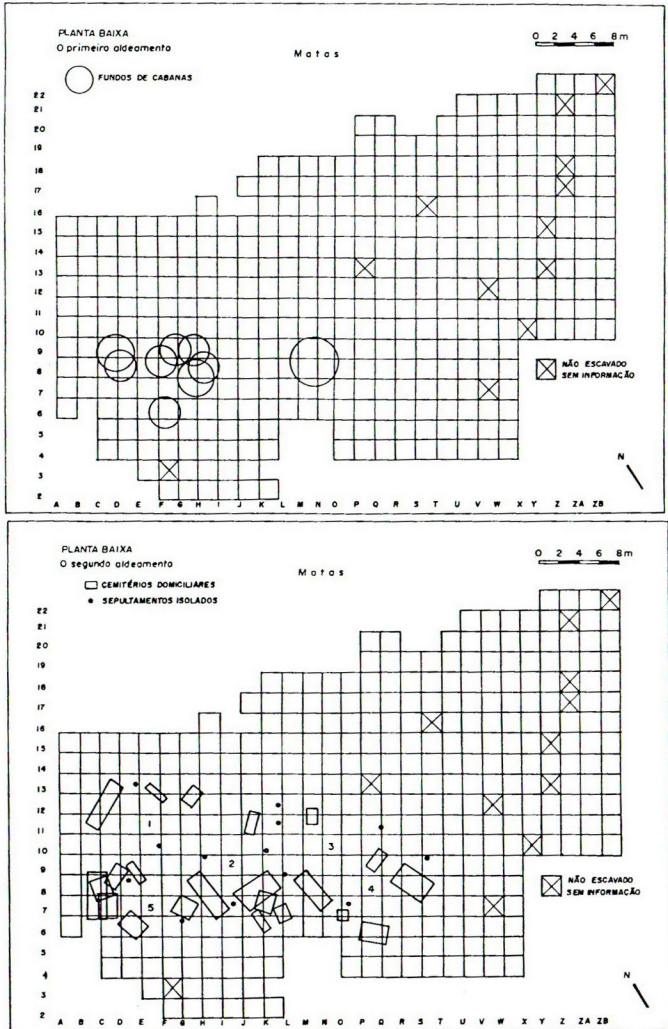 PLANTA BAIXA
O primeiro aldeamento
Matas
0 2 4 6 8m
FUNDOS DE CABANAS
22
21
20
19
18
17
16
15
14
13
12
11
10
9
8
7
6
5
4
3
2
NÃO ESCAVADO
SEM INFORMAÇÃO
N
A B C D E F G H I J K L M N O P Q R S T U V W X Y Z ZA ZB
PLANTA BAIXA
O segundo aldeamento
Matas
0 2 4 6 8m
CEMITÉRIOS DOMICILIARES
SEPULTAMENTOS ISOLADOS
22
21
20
19
18
17
16
15
14
13
12
11
10
9
8
7
6
5
4
3
2
1
3
2
4
5
NÃO ESCAVADO
SEM INFORMAÇÃO
N
A B C D E F G H I J K L M N O P Q R S T U V W X Y Z ZA ZB